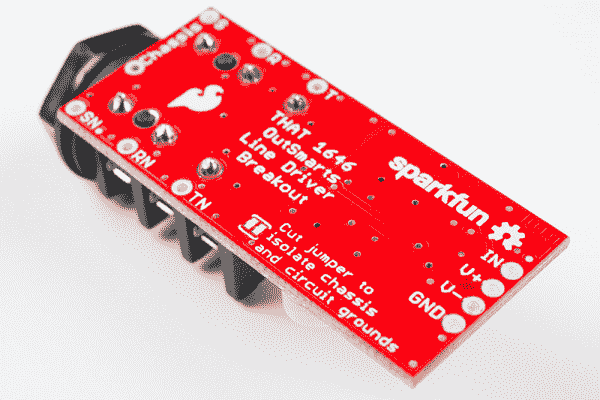 Chassis
S
R
T
SN
RN
TN
THAT 1646
OutSmarts
Line Driver
Breakout
sparkfun
Cut jumper to
isolate chassis
and circuit grounds
IN
V+
V-
GND